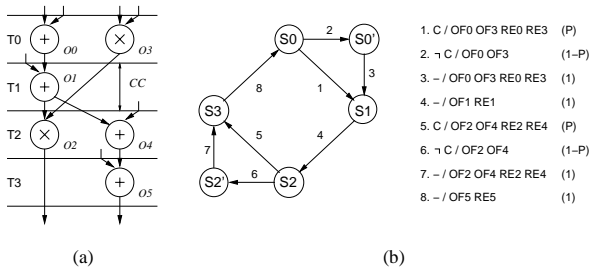 T0
+
O0
×
O3
O1
T1
+
CC
T2
×
O2
+
O4
T3
+
O5
(a)
S0
2
S0'
3
8
1
S3
S1
5
4
7
S2'
6
S2
(b)
1. C / OF0 OF3 RE0 RE3 (P)
2. ¬ C / OF0 OF3 (1–P)
3. – / OF0 OF3 RE0 RE3 (1)
4. – / OF1 RE1 (1)
5. C / OF2 OF4 RE2 RE4 (P)
6. ¬ C / OF2 OF4 (1–P)
7. – / OF2 OF4 RE2 RE4 (1)
8. – / OF5 RE5 (1)